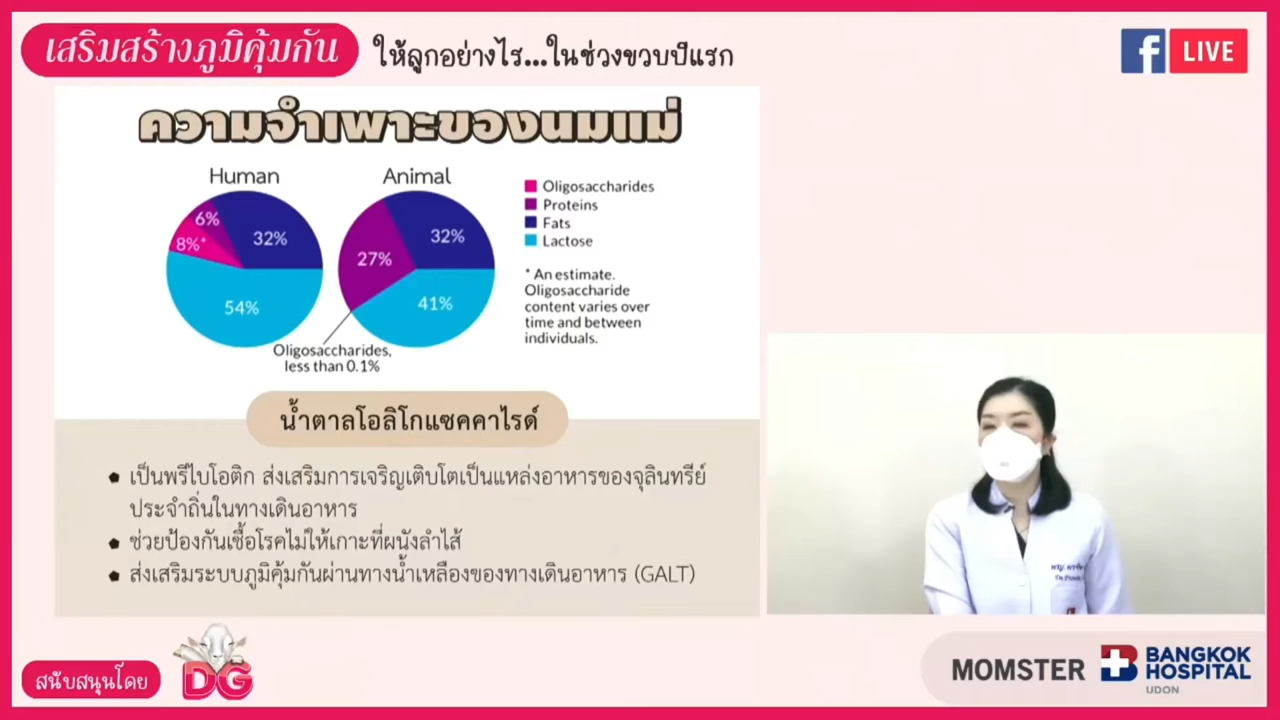 เสริมสร้างภูมิคุ้มกัน ให้ลูกอย่างไร...ในช่วงขวบปีแรก
f LIVE
ความจำเพาะของนมแม่
Human Animal
Oligosaccharides
Proteins
Fats
Lactose
6%
8%*
32%
54%
27%
32%
41%
Oligosaccharides,
less than 0.1%
* An estimate.
Oligosaccharide
content varies over
time and between
individuals.
น้ำตาลโอลิโกแซคคาไรด์
เป็นพรีไบโอติก ส่งเสริมการเจริญเติบโตเป็นแหล่งอาหารของจุลินทรีย์
ประจำถิ่นในทางเดินอาหาร
ช่วยป้องกันเชื้อโรคไม่ให้เกาะที่ผนังลำไส้
ส่งเสริมระบบภูมิคุ้มกันผ่านทางน้ำเหลืองของทางเดินอาหาร (GALT)
สนับสนุนโดย
DG
MOMSTER
BANGKOK
HOSPITAL
UDON